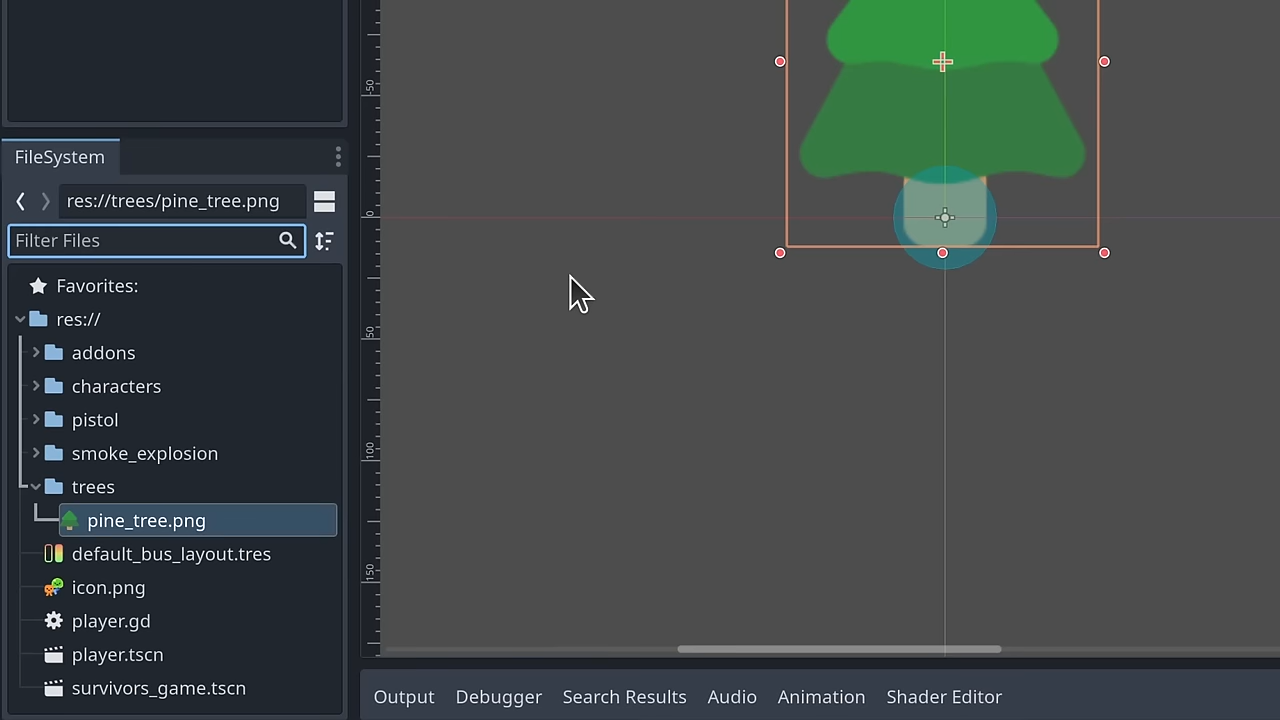 FileSystem
res://trees/pine_tree.png
Filter Files
Favorites:
res://
addons
characters
pistol
smoke_explosion
trees
pine_tree.png
default_bus_layout.tres
icon.png
player.gd
player.tscn
survivors_game.tscn
-50
0
50
100
150
Output Debugger Search Results Audio Animation Shader Editor